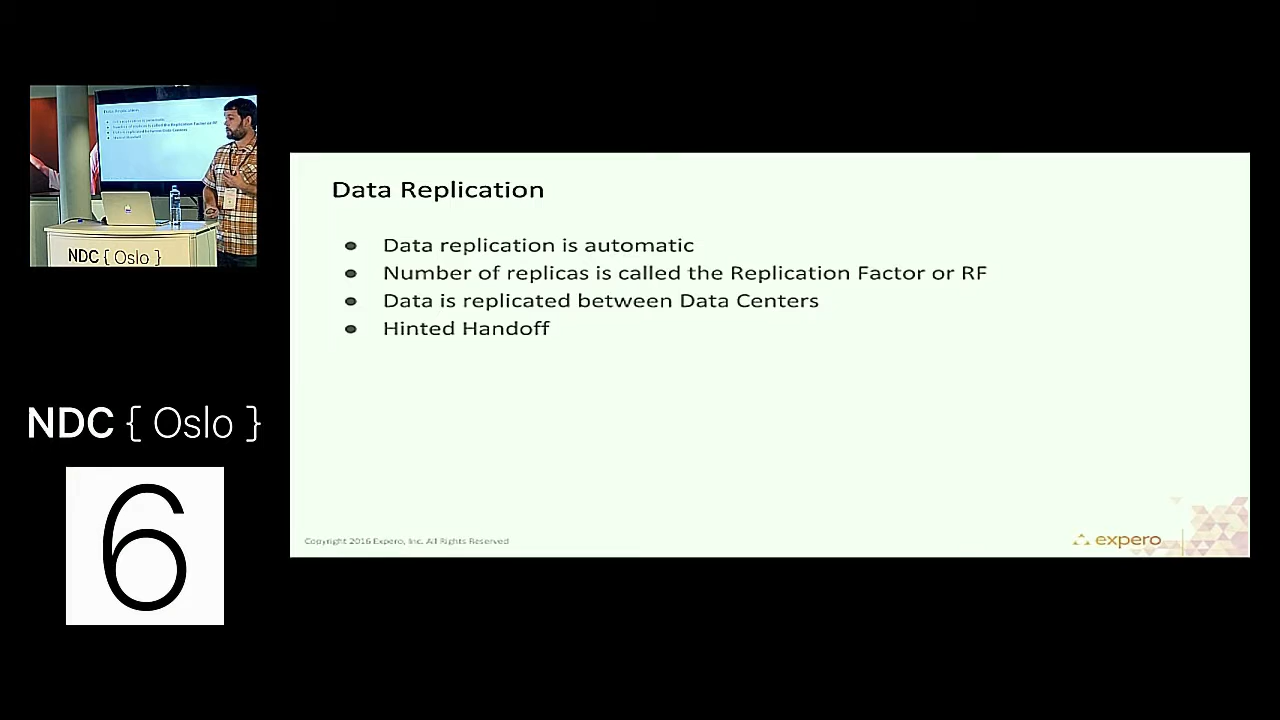 NDC { Oslo }
NDC { Oslo }
6
Data Replication
Data replication is automatic
Number of replicas is called the Replication Factor or RF
Data is replicated between Data Centers
Hinted Handoff
Copyright 2016 Expero, Inc. All Rights Reserved
expero